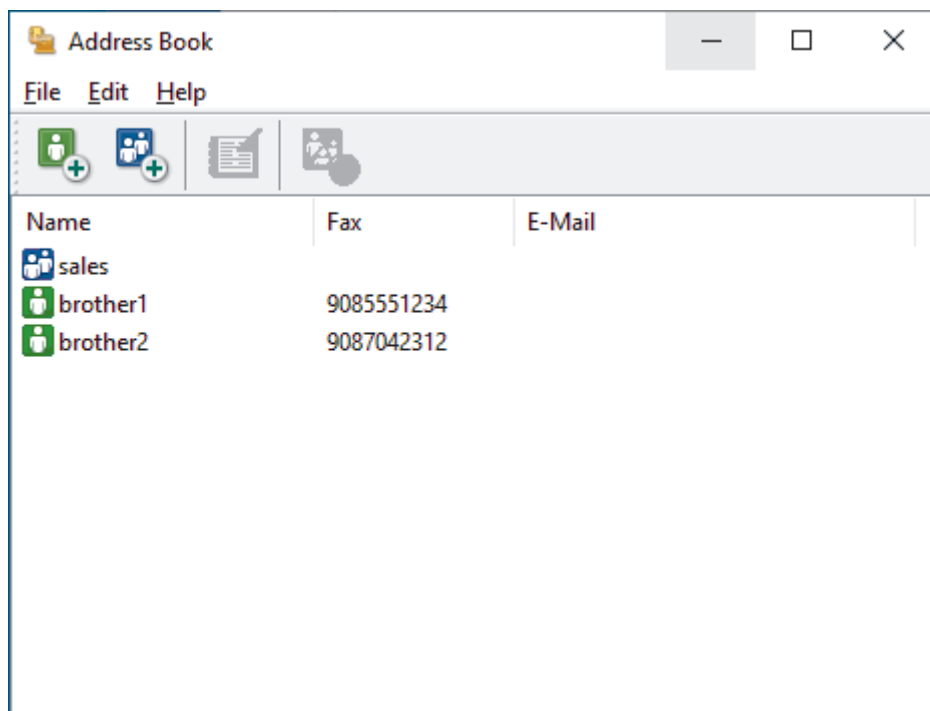 Address Book
File Edit Help
Name Fax E-Mail
sales
brother1 9085551234
brother2 9087042312